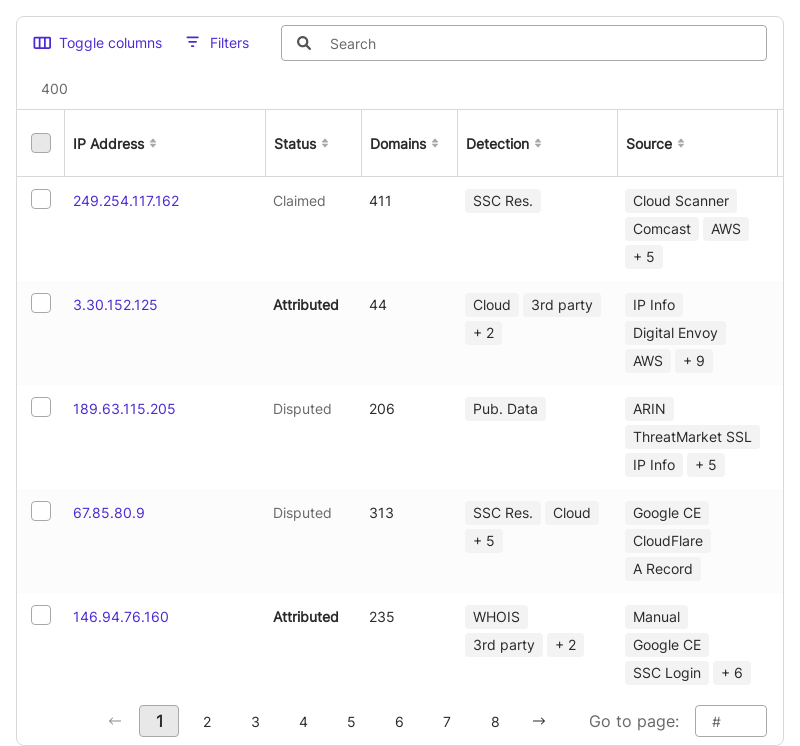 Toggle columns Filters Search
400
IP Address Status Domains Detection Source
249.254.117.162 Claimed 411 SSC Res. Cloud Scanner
Comcast AWS
+ 5
3.30.152.125 Attributed 44 Cloud 3rd party IP Info
+ 2 Digital Envoy
AWS + 9
189.63.115.205 Disputed 206 Pub. Data ARIN
ThreatMarket SSL
IP Info + 5
67.85.80.9 Disputed 313 SSC Res. Cloud Google CE
+ 5 CloudFlare
A Record
146.94.76.160 Attributed 235 WHOIS Manual
3rd party + 2 Google CE
SSC Login + 6
← 1 2 3 4 5 6 7 8 → Go to page: #